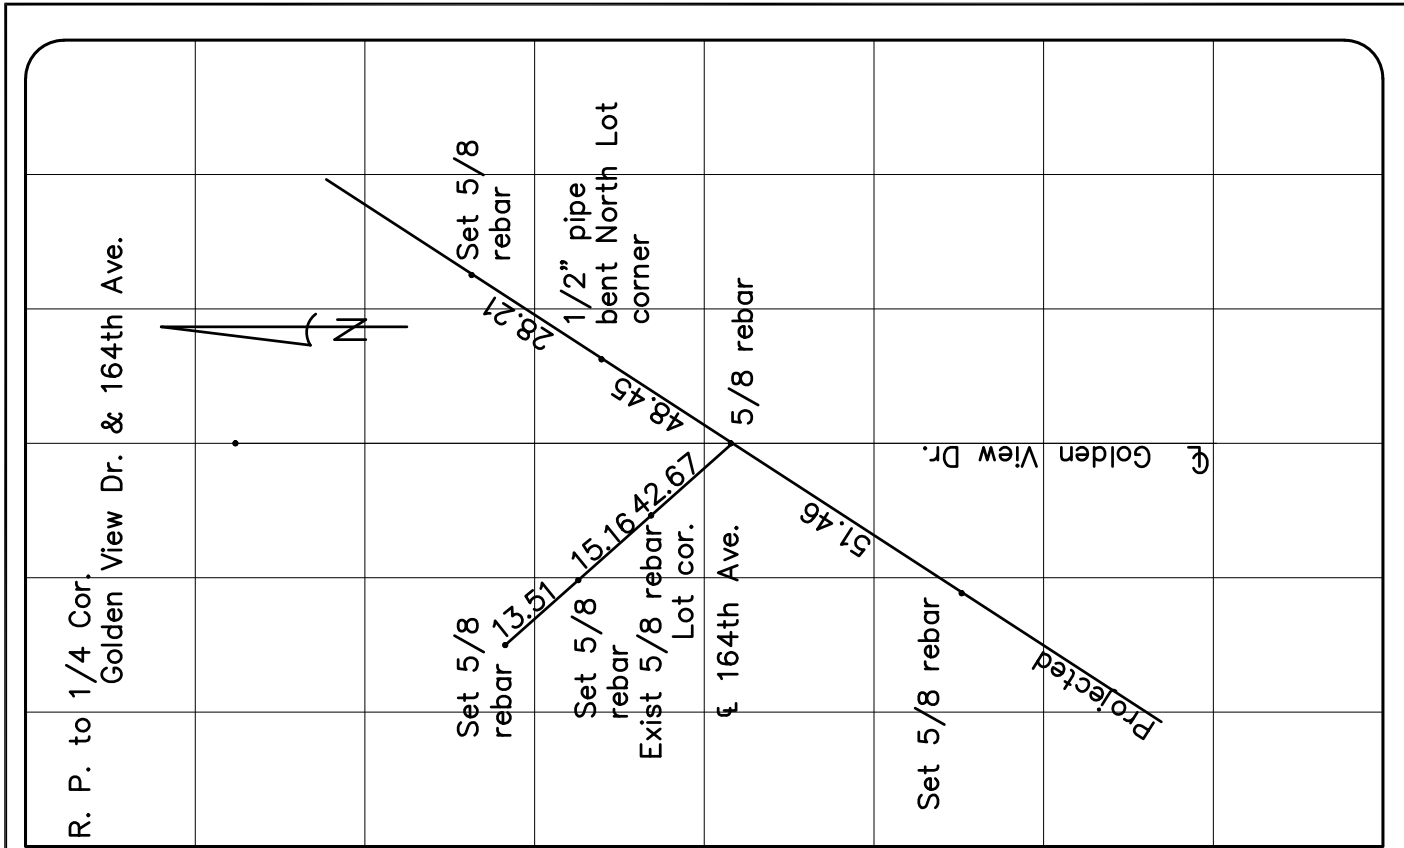 R. P. to 1/4 Cor.
Golden View Dr. & 164th Ave.
N
Set 5/8
rebar
28.21
1/2" pipe
bent North Lot
corner
48.45
5/8 rebar
Set 5/8
rebar
13.51
Set 5/8
rebar
15.16
Exist 5/8 rebar
Lot cor.
42.67
℄ 164th Ave.
51.46
℄ Golden View Dr.
Set 5/8 rebar
Projected